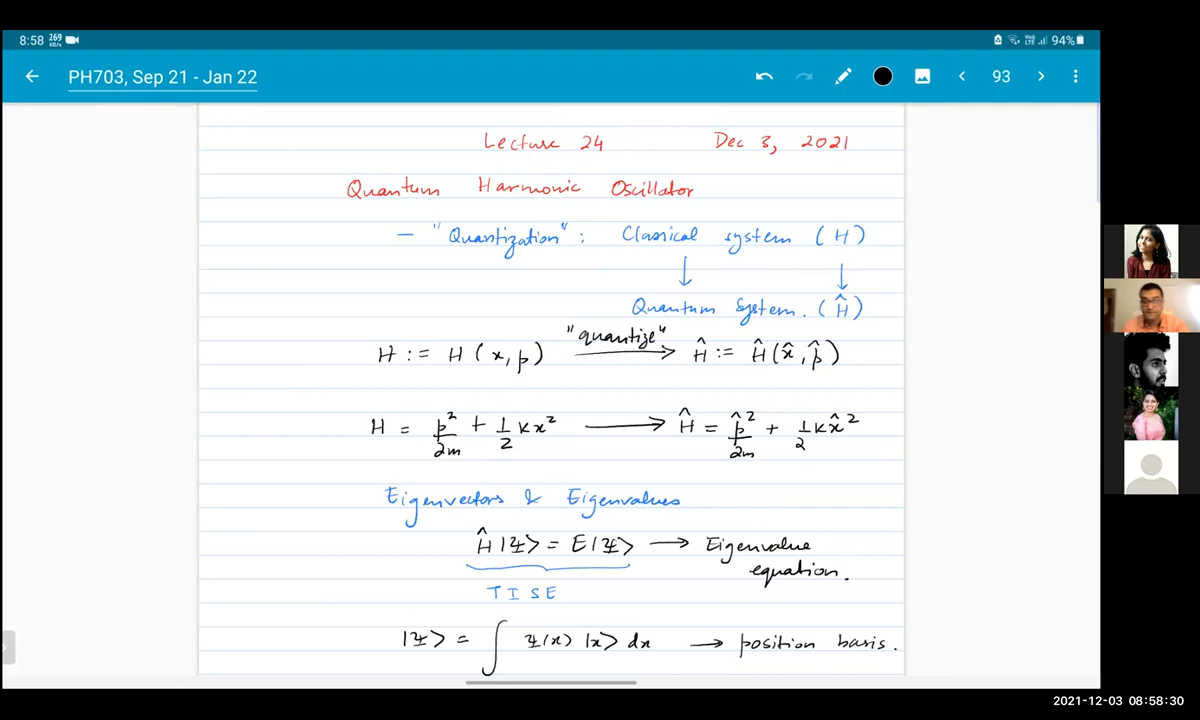 8:58 269 KB/s 94%
PH703, Sep 21 - Jan 22 93
Lecture 24 Dec 3, 2021
Quantum Harmonic Oscillator
— "Quantization" : Classical system (H)
↓ ↓
Quantum System. (Ĥ)
H := H (x, p) "quantize" → Ĥ := Ĥ(x̂, p̂)
H = p²/2m + 1/2 kx² → Ĥ = p̂²/2m + 1/2 kx̂²
Eigenvectors & Eigenvalues
Ĥ |Ψ> = E|Ψ> → Eigenvalue
equation.
TISE
|Ψ> = ∫ Ψ(x) |x> dx → position basis.
2021-12-03 08:58:30